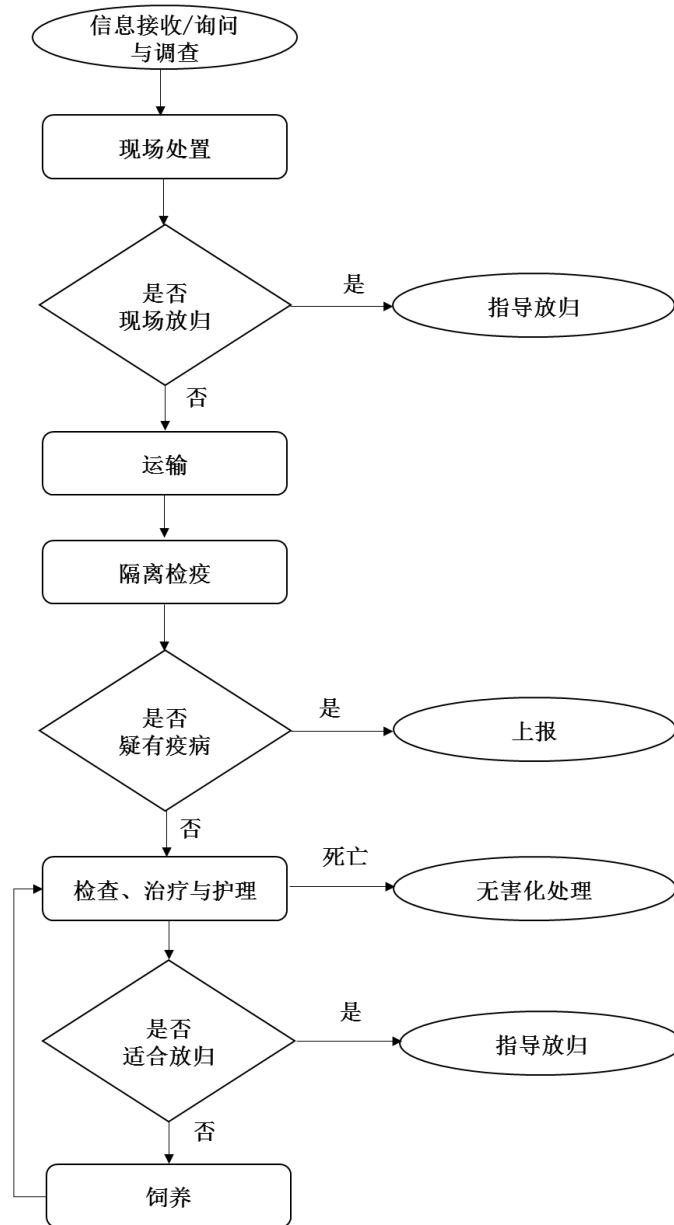 信息接收/询问
与调查
现场处置
是否
现场放归
是
指导放归
否
运输
隔离检疫
是否
疑有疫病
是
上报
否
检查、治疗与护理
死亡
无害化处理
是否
适合放归
是
指导放归
否
饲养